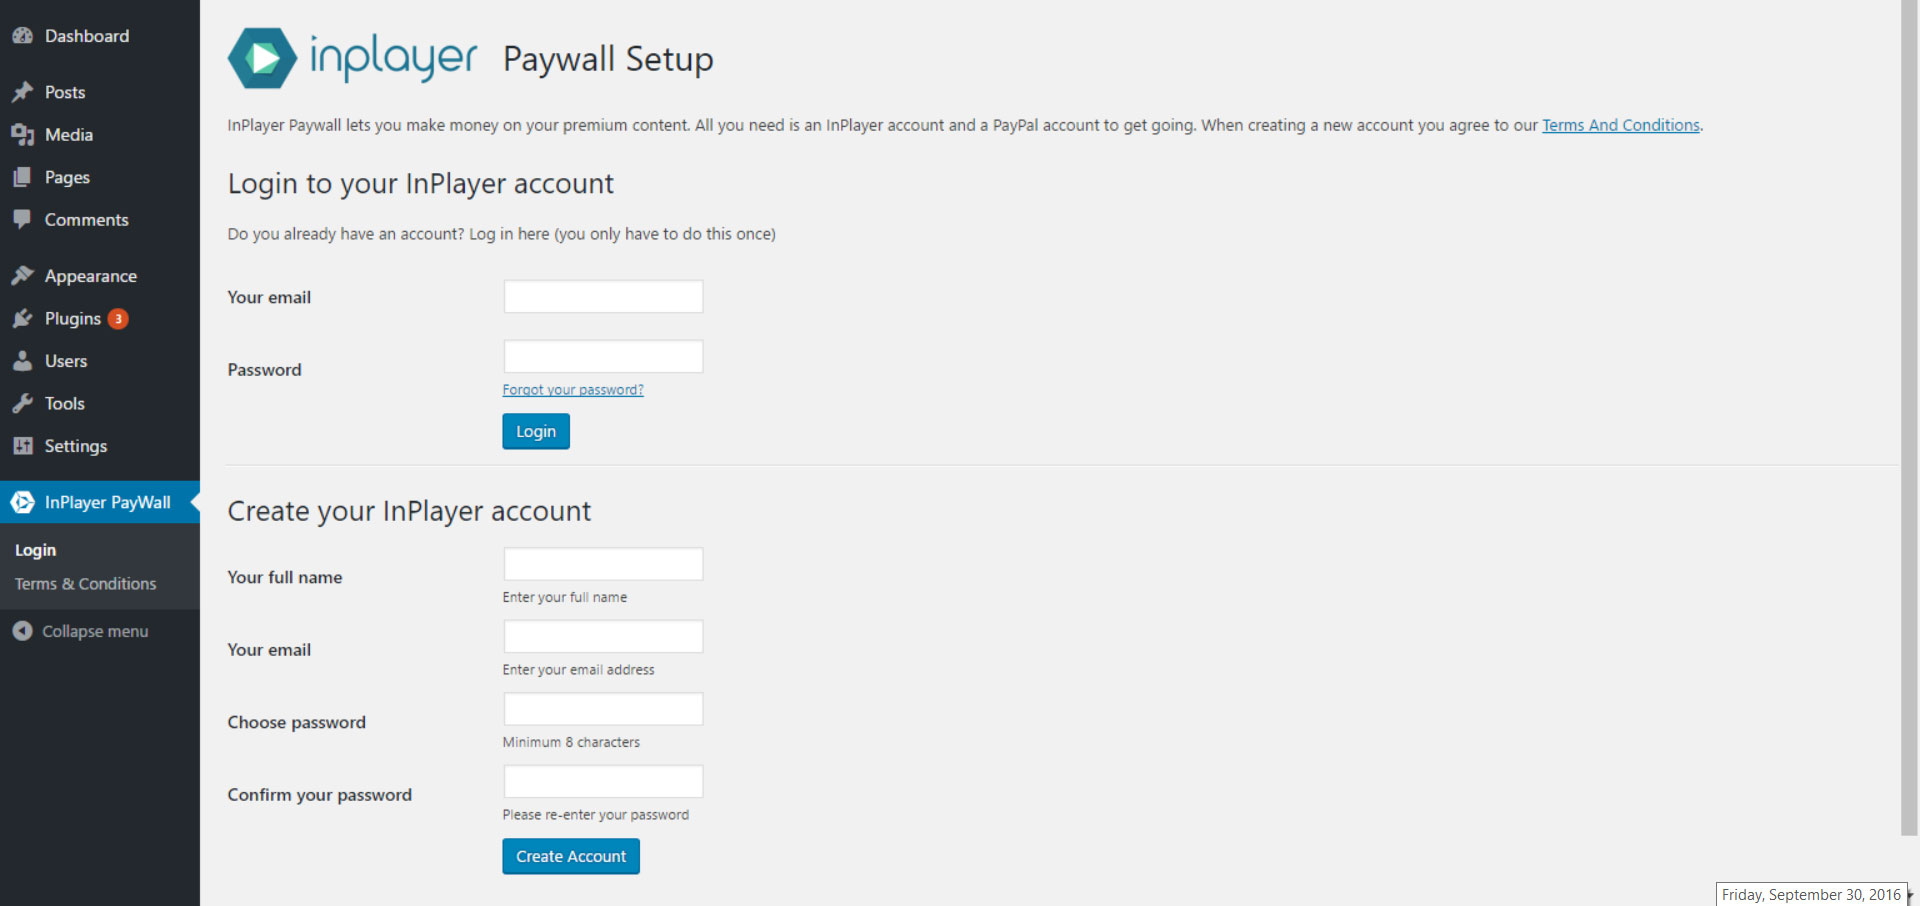 Dashboard
Posts
Media
Pages
Comments
Appearance
Plugins 3
Users
Tools
Settings
InPlayer PayWall
Login
Terms & Conditions
Collapse menu
inplayer Paywall Setup
InPlayer Paywall lets you make money on your premium content. All you need is an InPlayer account and a PayPal account to get going. When creating a new account you agree to our Terms And Conditions.
Login to your InPlayer account
Do you already have an account? Log in here (you only have to do this once)
Your email
Password
Forgot your password?
Login
Create your InPlayer account
Your full name
Enter your full name
Your email
Enter your email address
Choose password
Minimum 8 characters
Confirm your password
Please re-enter your password
Create Account
Friday, September 30, 2016